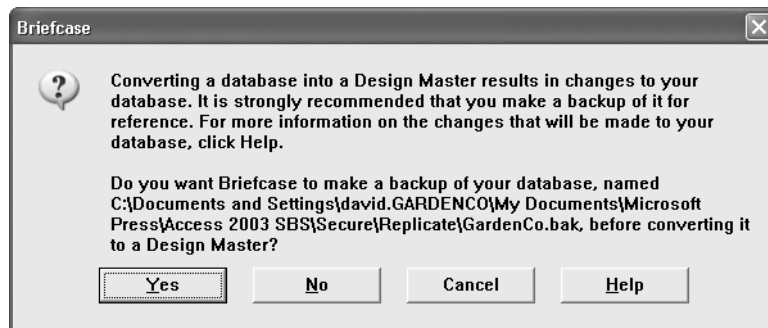 Briefcase
Converting a database into a Design Master results in changes to your
database. It is strongly recommended that you make a backup of it for
reference. For more information on the changes that will be made to your
database, click Help.
Do you want Briefcase to make a backup of your database, named
C:\Documents and Settings\david.GARDENCO\My Documents\Microsoft
Press\Access 2003 SBS\Secure\Replicate\GardenCo.bak, before converting it
to a Design Master?
Yes No Cancel Help